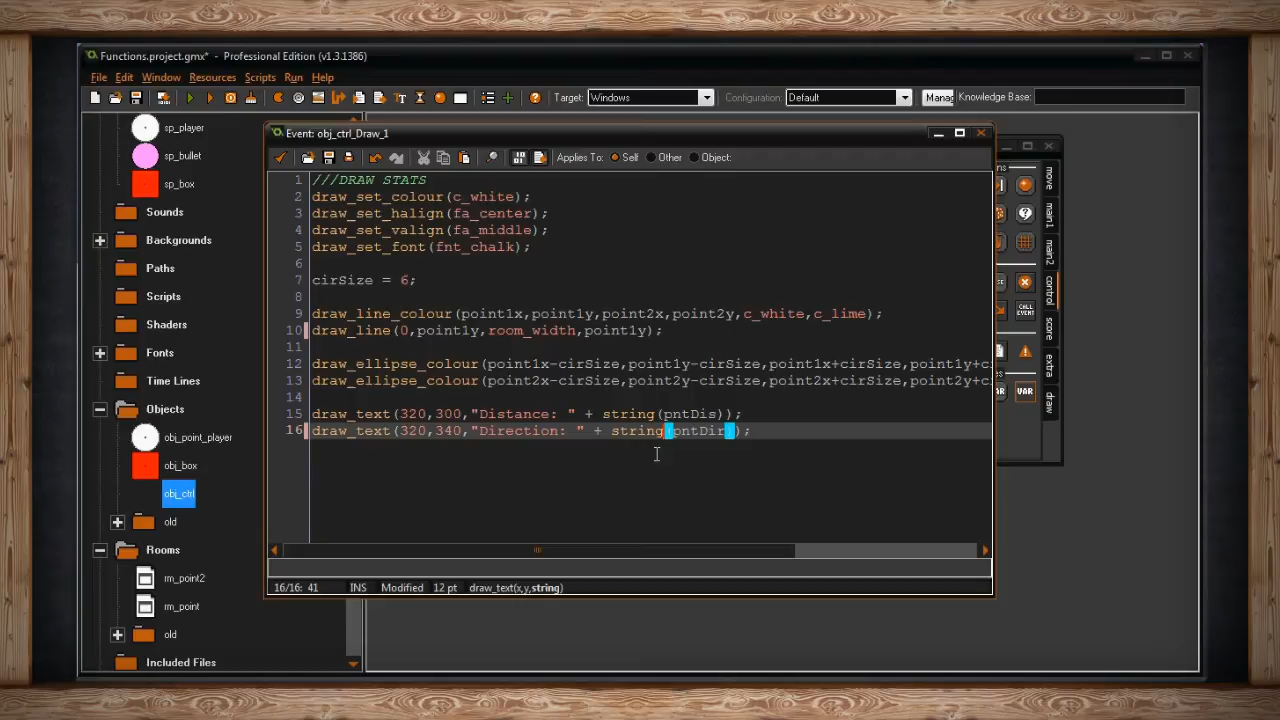 Functions.project.gmx* - Professional Edition (v1.3.1386)
File Edit Window Resources Scripts Run Help
Target: Windows Configuration: Default Manag Knowledge Base:
sp_player
sp_bullet
sp_box
Sounds
Backgrounds
Paths
Scripts
Shaders
Fonts
Time Lines
Objects
obj_point_player
obj_box
obj_ctrl
old
Rooms
rm_point2
rm_point
old
Included Files
Event: obj_ctrl_Draw_1
Applies To: Self Other Object:
1 ///DRAW STATS
2 draw_set_colour(c_white);
3 draw_set_halign(fa_center);
4 draw_set_valign(fa_middle);
5 draw_set_font(fnt_chalk);
6
7 cirSize = 6;
8
9 draw_line_colour(point1x,point1y,point2x,point2y,c_white,c_lime);
10 draw_line(0,point1y,room_width,point1y);
11
12 draw_ellipse_colour(point1x-cirSize,point1y-cirSize,point1x+cirSize,point1y+ci
13 draw_ellipse_colour(point2x-cirSize,point2y-cirSize,point2x+cirSize,point2y+ci
14
15 draw_text(320,300,"Distance: " + string(pntDis));
16 draw_text(320,340,"Direction: " + string(pntDir));
16/16: 41 INS Modified 12 pt draw_text(x,y,string)
move
main1
main2
control
score
extra
draw
CALL
EVENT
VAR